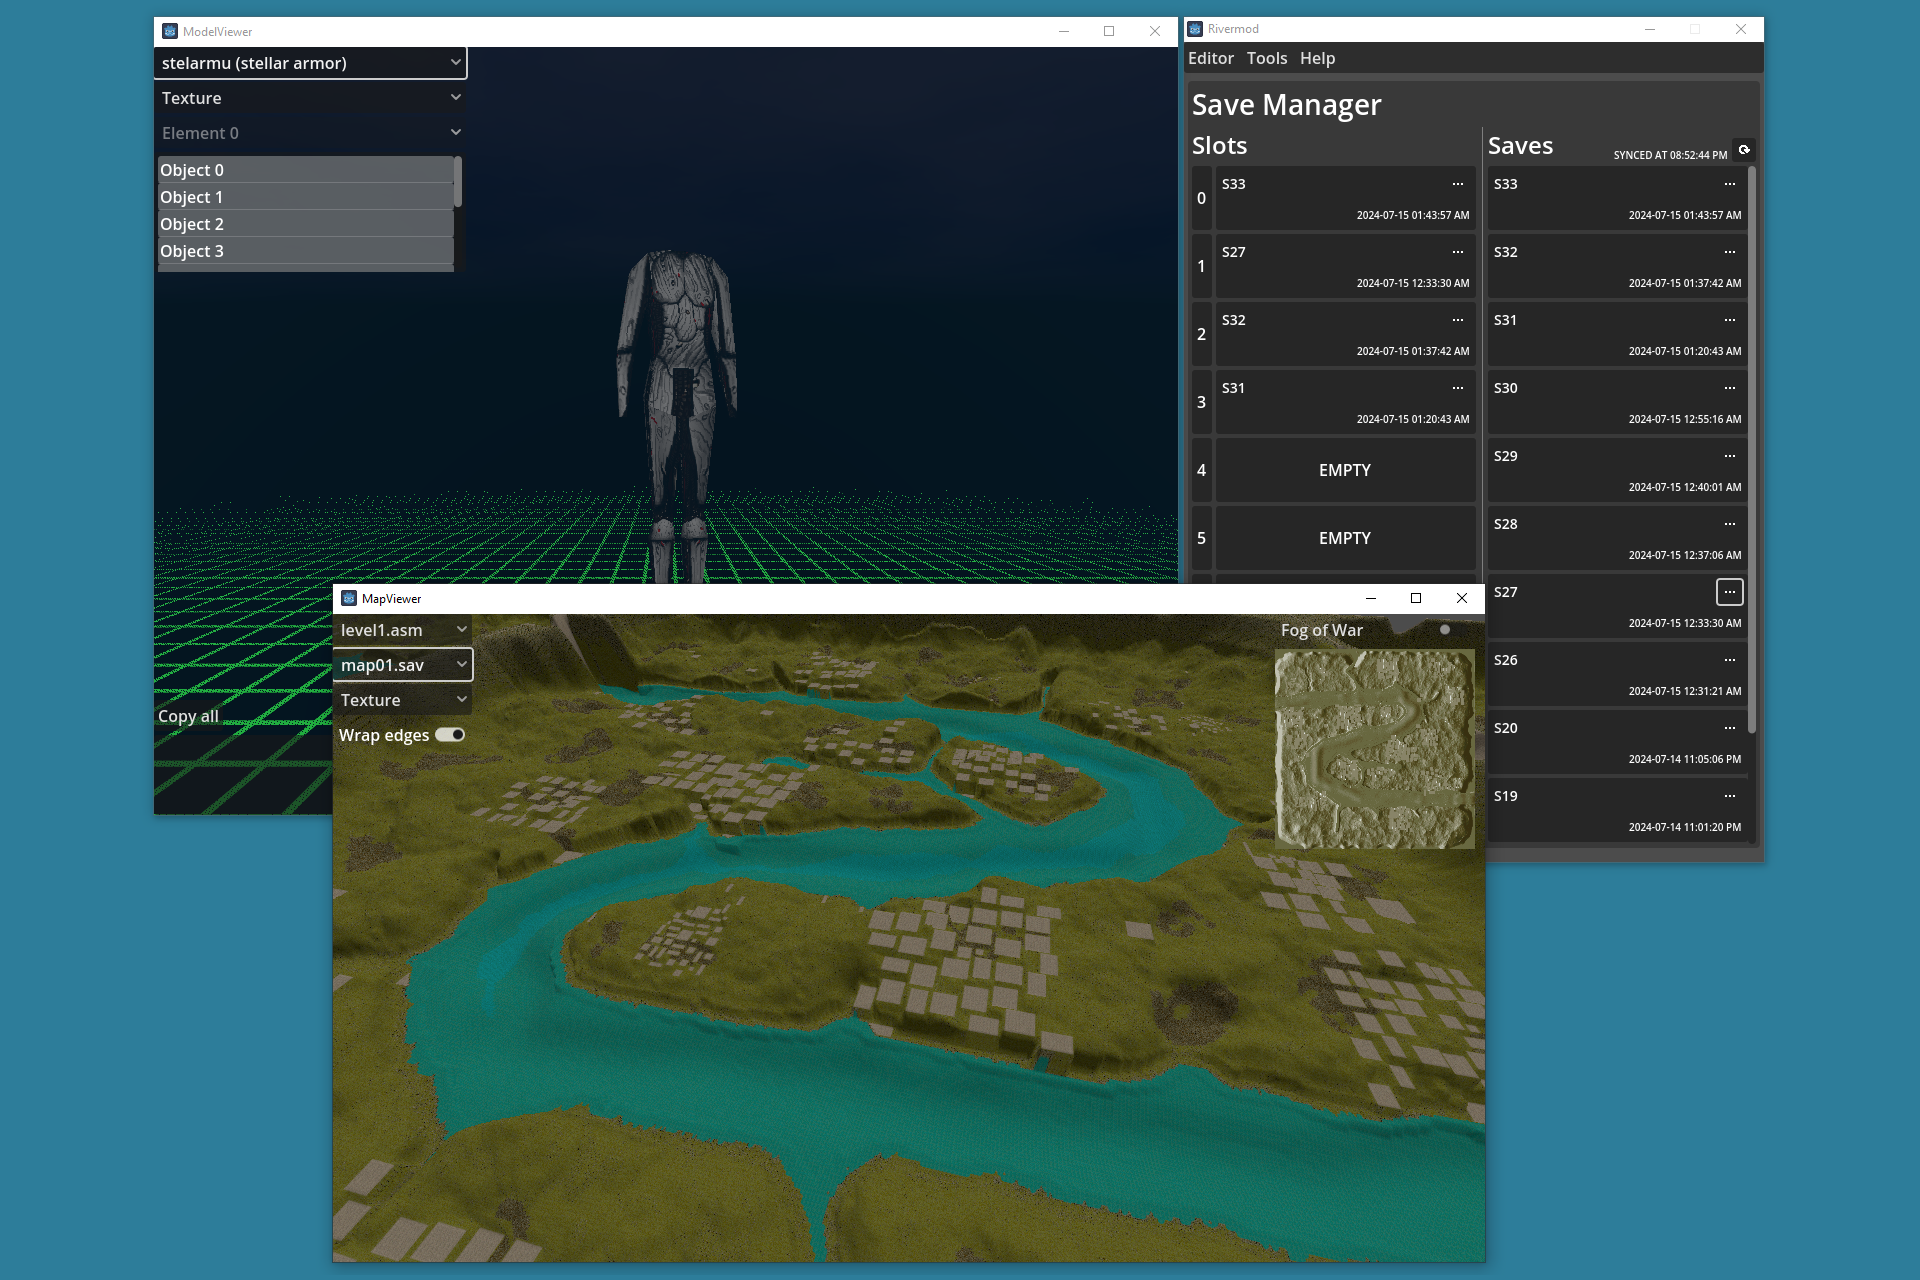 ModelViewer
stelarmu (stellar armor)
Texture
Element 0
Object 0
Object 1
Object 2
Object 3
Copy all
Rivermod
Editor Tools Help
Save Manager
Slots
0
S33
...
2024-07-15 01:43:57 AM
1
S27
...
2024-07-15 12:33:30 AM
2
S32
...
2024-07-15 01:37:42 AM
3
S31
...
2024-07-15 01:20:43 AM
4
EMPTY
5
EMPTY
Saves
SYNCED AT 08:52:44 PM
S33
...
2024-07-15 01:43:57 AM
S32
...
2024-07-15 01:37:42 AM
S31
...
2024-07-15 01:20:43 AM
S30
...
2024-07-15 12:55:16 AM
S29
...
2024-07-15 12:40:01 AM
S28
...
2024-07-15 12:37:06 AM
S27
...
2024-07-15 12:33:30 AM
S26
...
2024-07-15 12:31:21 AM
S20
...
2024-07-14 11:05:06 PM
S19
...
2024-07-14 11:01:20 PM
MapViewer
level1.asm
map01.sav
Texture
Wrap edges
Fog of War